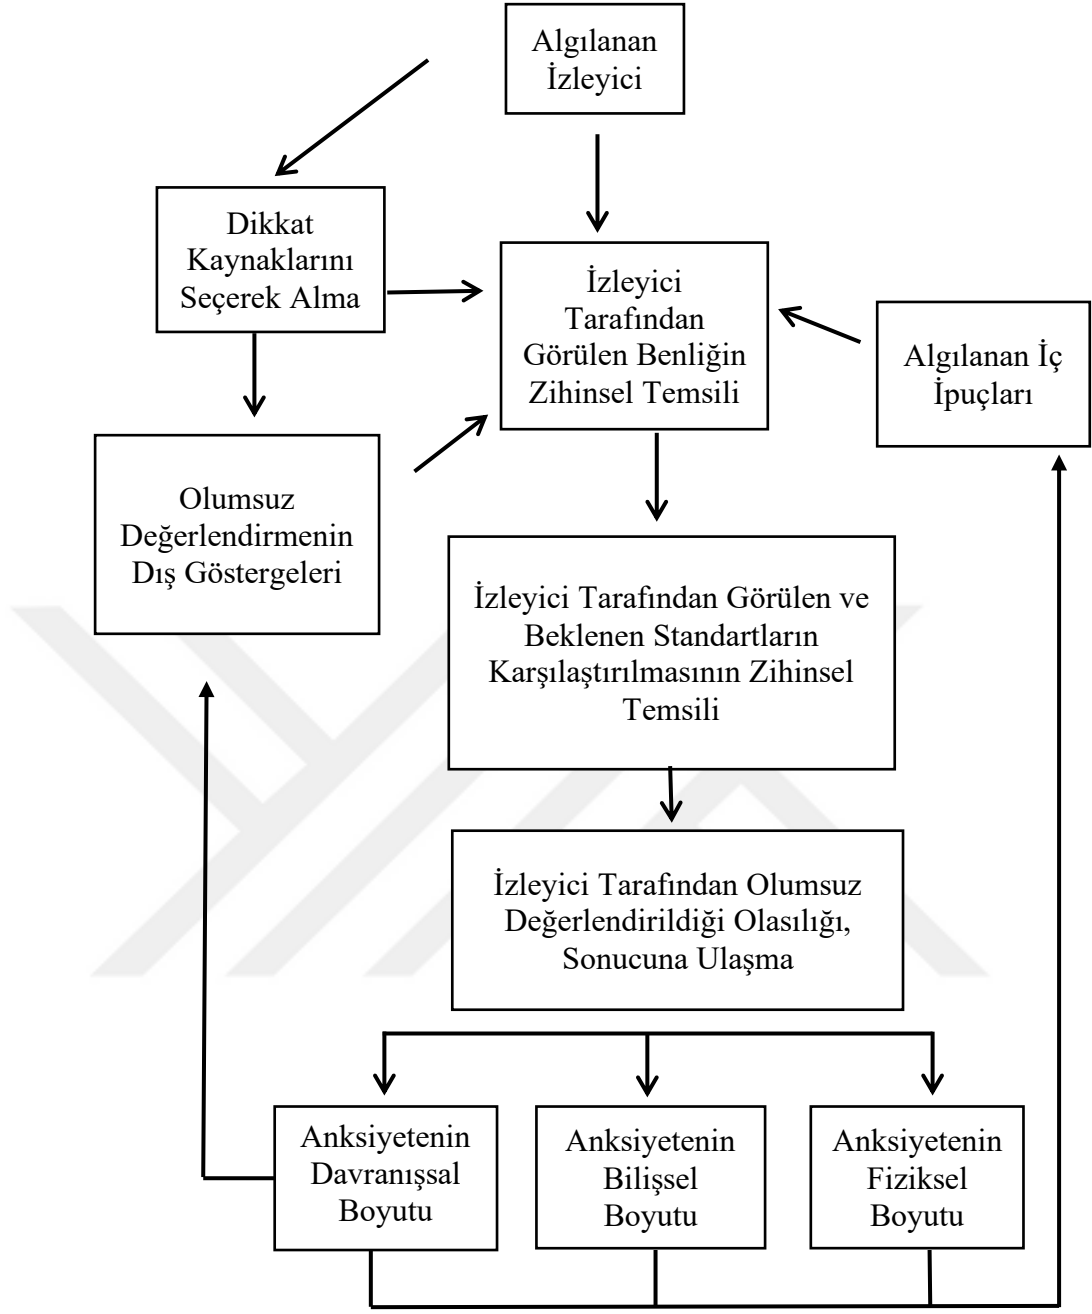 Algılanan
İzleyici
Dikkat
Kaynaklarını
Seçerek Alma
İzleyici
Tarafından
Görülen Benliğin
Zihinsel Temsili
Algılanan İç
İpuçları
Olumsuz
Değerlendirmenin
Dış Göstergeleri
İzleyici Tarafından Görülen ve
Beklenen Standartların
Karşılaştırılmasının Zihinsel
Temsili
İzleyici Tarafından Olumsuz
Değerlendirildiği Olasılığı,
Sonucuna Ulaşma
Anksiyetenin
Davranışsal
Boyutu
Anksiyetenin
Bilişsel
Boyutu
Anksiyetenin
Fiziksel
Boyutu